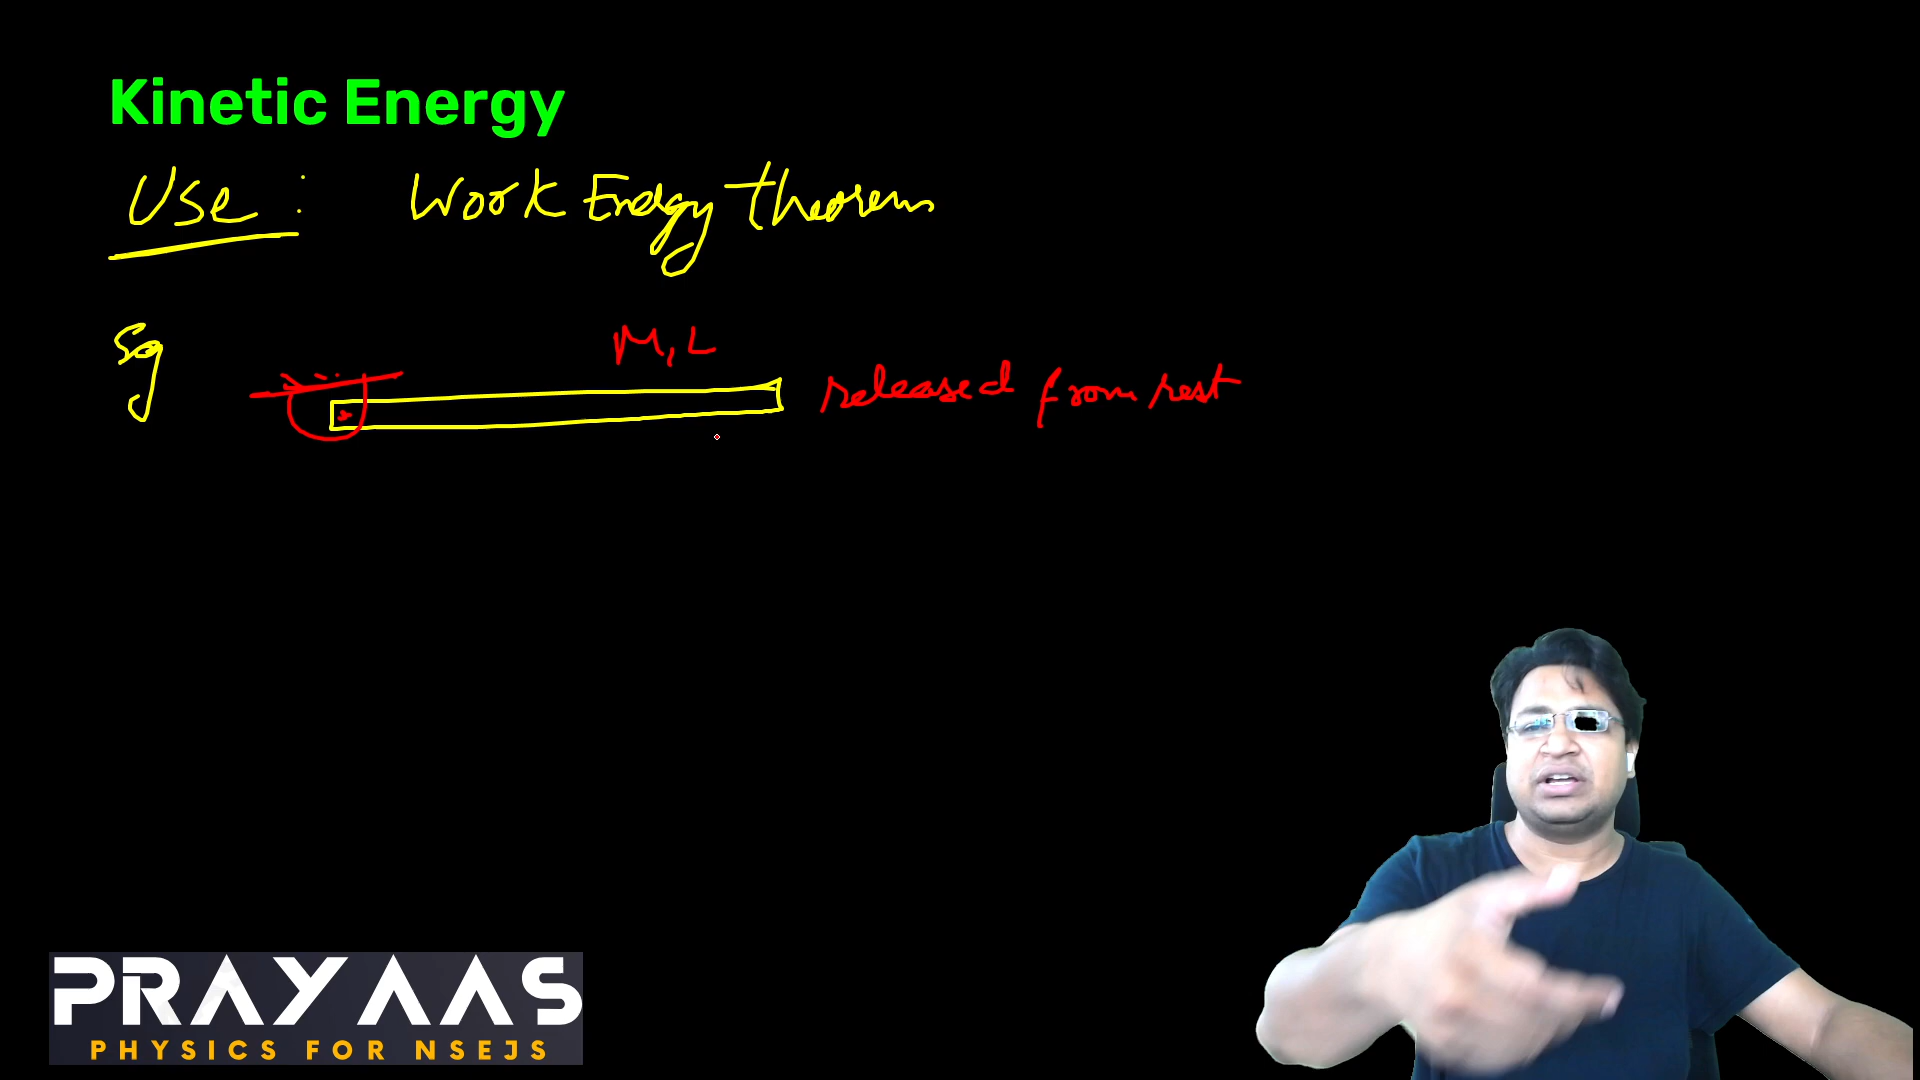 Kinetic Energy
Use: Work Energy Theorem
Eg
M, L
released from rest
PRAYAAS
PHYSICS FOR NSEJS